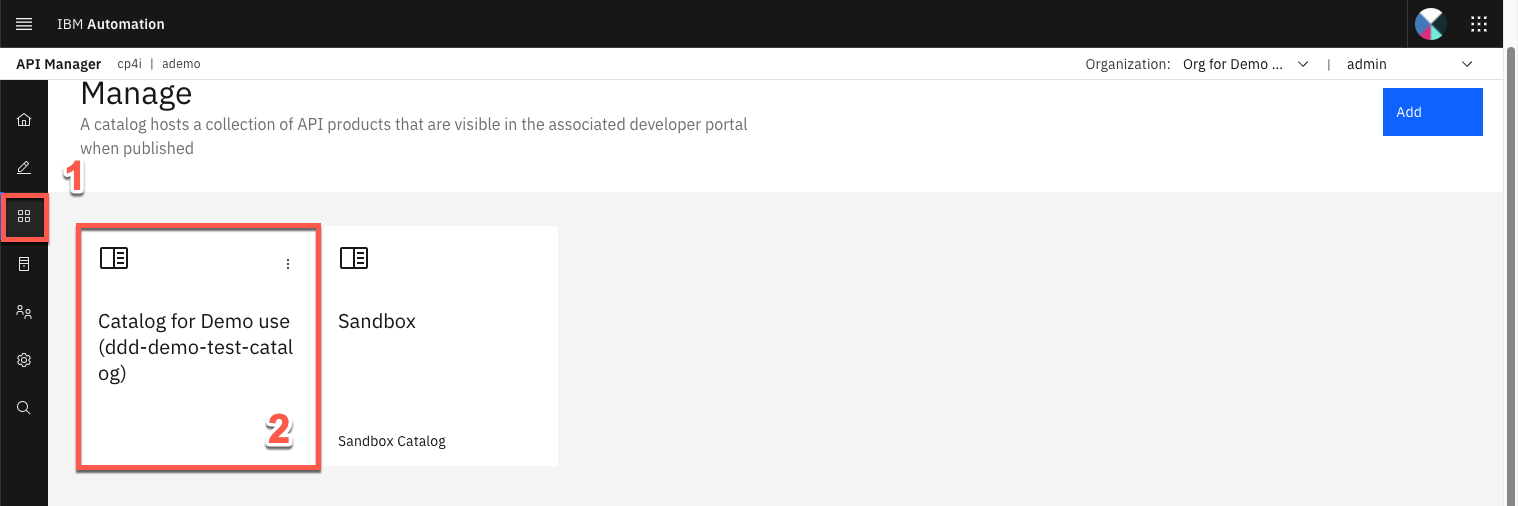 IBM Automation
API Manager cp4i | ademo Organization: Org for Demo ... | admin
Manage
A catalog hosts a collection of API products that are visible in the associated developer portal
when published
Add
1
Catalog for Demo use
(ddd-demo-test-catal
og)
2
Sandbox
Sandbox Catalog